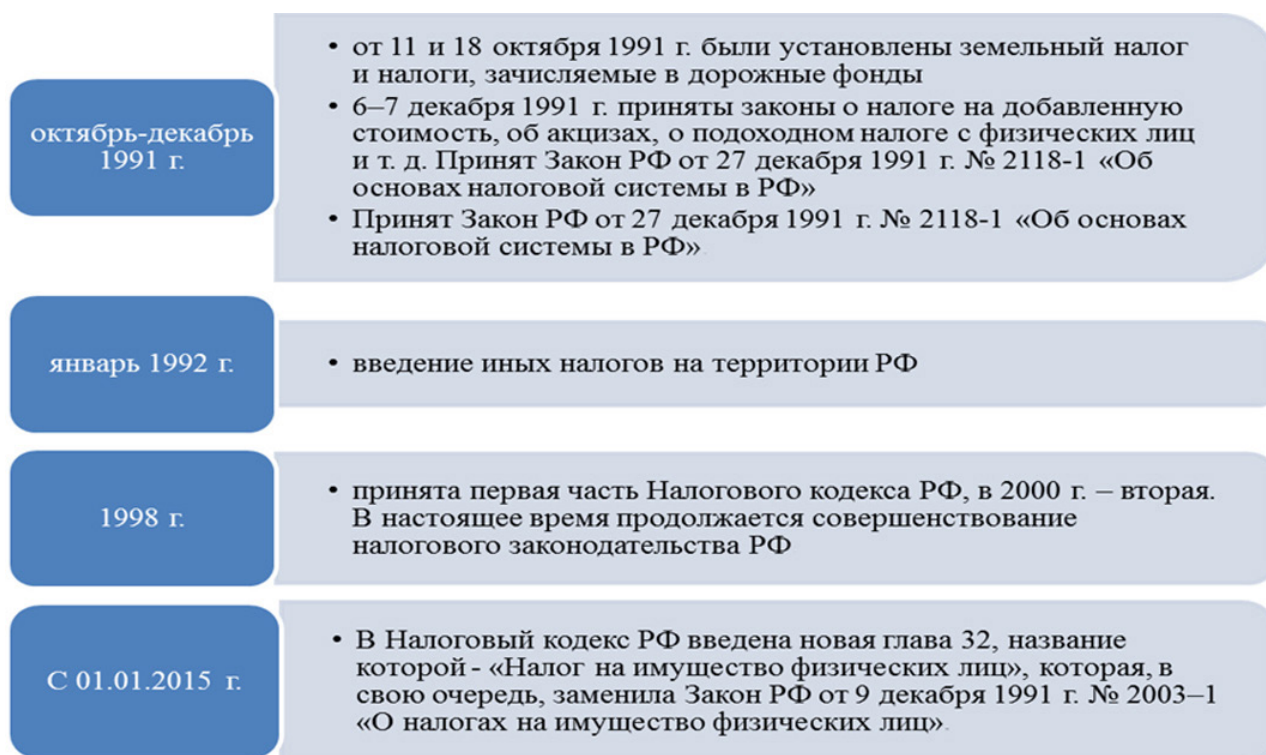 октябрь-декабрь
1991 г.
• от 11 и 18 октября 1991 г. были установлены земельный налог
и налоги, зачисляемые в дорожные фонды
• 6–7 декабря 1991 г. приняты законы о налоге на добавленную
стоимость, об акцизах, о подоходном налоге с физических лиц
и т. д. Принят Закон РФ от 27 декабря 1991 г. № 2118-1 «Об
основах налоговой системы в РФ»
• Принят Закон РФ от 27 декабря 1991 г. № 2118-1 «Об основах
налоговой системы в РФ».
январь 1992 г.
• введение иных налогов на территории РФ
1998 г.
• принята первая часть Налогового кодекса РФ, в 2000 г. – вторая.
В настоящее время продолжается совершенствование
налогового законодательства РФ
С 01.01.2015 г.
• В Налоговый кодекс РФ введена новая глава 32, название
которой - «Налог на имущество физических лиц», которая, в
свою очередь, заменила Закон РФ от 9 декабря 1991 г. № 2003–1
«О налогах на имущество физических лиц».